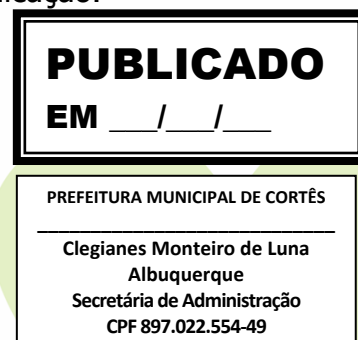 PUBLICADO
EM ___/___/___
PREFEITURA MUNICIPAL DE CORTÊS
______________________________
Clegianes Monteiro de Luna
Albuquerque
Secretária de Administração
CPF 897.022.554-49